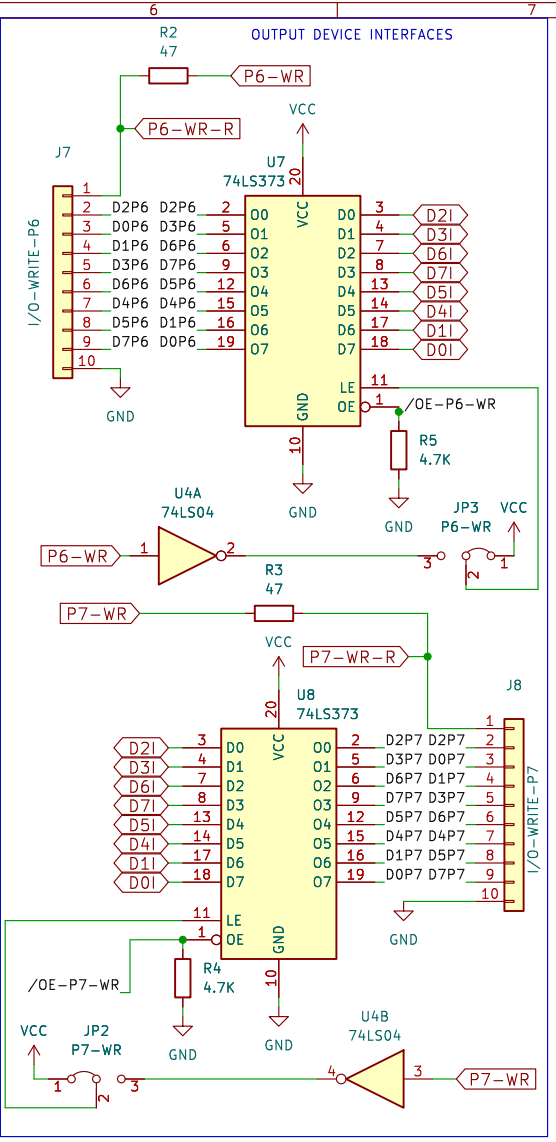 6 7
OUTPUT DEVICE INTERFACES
R2
47
P6-WR
P6-WR-R
VCC
J7
U7
74LS373
20
VCC
I/O-WRITE-P6
1
2 D2P6 D2P6 2 O0 D0 3 D2I
3 D0P6 D3P6 5 O1 D1 4 D3I
4 D1P6 D6P6 6 O2 D2 7 D6I
5 D3P6 D7P6 9 O3 D3 8 D7I
6 D6P6 D5P6 12 O4 D4 13 D5I
7 D4P6 D4P6 15 O5 D5 14 D4I
8 D5P6 D1P6 16 O6 D6 17 D1I
9 D7P6 D0P6 19 O7 D7 18 D0I
10
GND
LE 11
OE 1 /OE-P6-WR
GND
10
GND
R5
4.7K
GND
U4A
74LS04
P6-WR 1 2
JP3
P6-WR
VCC
3 2 1
R3
47
P7-WR
VCC
P7-WR-R
J8
U8
74LS373
20
VCC
I/O-WRITE-P7
1
D2I 3 D0 O0 2 D2P7 D2P7 2
D3I 4 D1 O1 5 D3P7 D0P7 3
D6I 7 D2 O2 6 D6P7 D1P7 4
D7I 8 D3 O3 9 D7P7 D3P7 5
D5I 13 D4 O4 12 D5P7 D6P7 6
D4I 14 D5 O5 15 D4P7 D4P7 7
D1I 17 D6 O6 16 D1P7 D5P7 8
D0I 18 D7 O7 19 D0P7 D7P7 9
10
GND
11 LE
1 OE
GND
10
GND
/OE-P7-WR
R4
4.7K
GND
VCC
JP2
P7-WR
1 2 3
U4B
74LS04
4 3 P7-WR